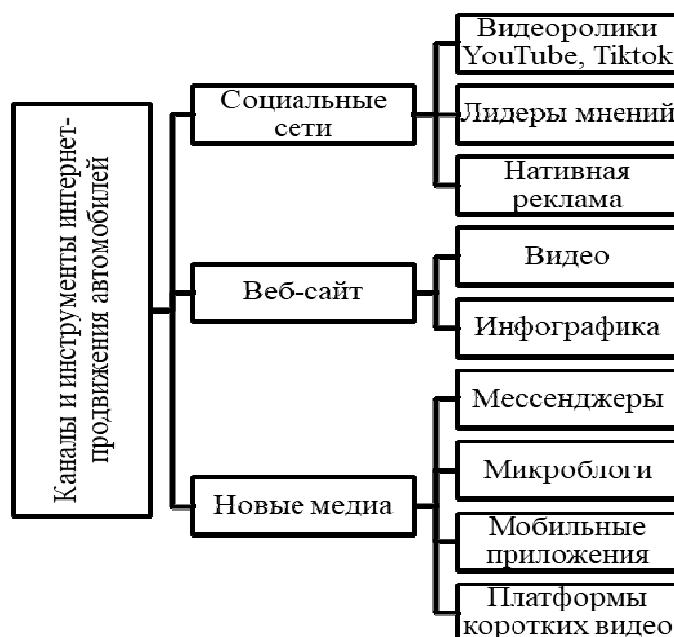 Каналы и инструменты интернет-
продвижения автомобилей
Социальные
сети
Видеоролики
YouTube, Tiktok
Лидеры мнений
Нативная
реклама
Веб-сайт
Видео
Инфографика
Новые медиа
Мессенджеры
Микроблоги
Мобильные
приложения
Платформы
коротких видео